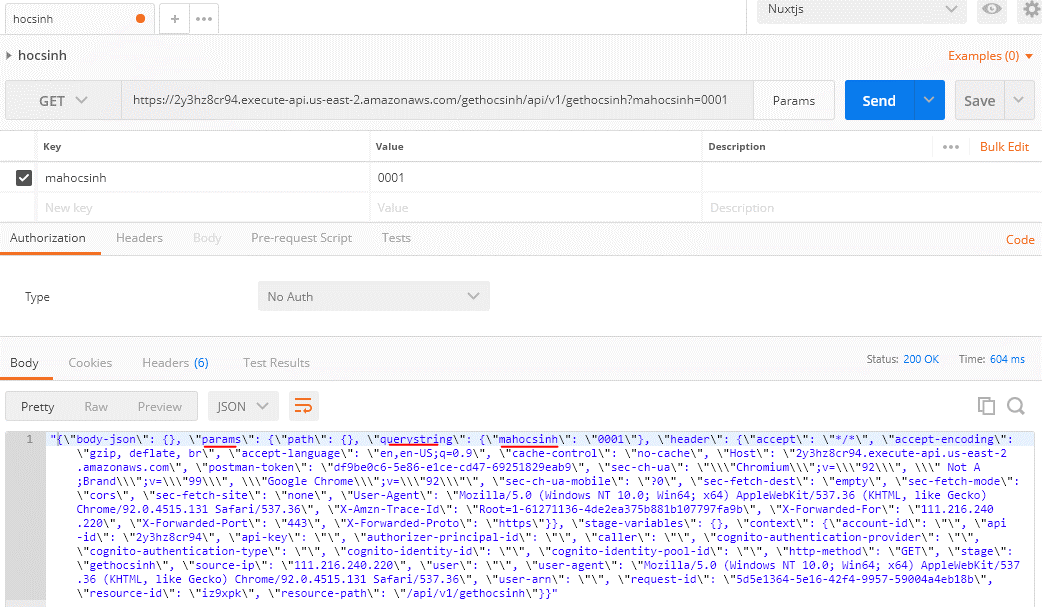 hocsinh
+
•••
Nuxtjs
hocsinh
Examples (0)
GET
https://2y3hz8cr94.execute-api.us-east-2.amazonaws.com/gethocsinh/api/v1/gethocsinh?mahocsinh=0001
Params
Send
Save
Key
Value
Description
•••
Bulk Edit
mahocsinh
0001
New key
Value
Description
Authorization
Headers
Body
Pre-request Script
Tests
Code
Type
No Auth
Body
Cookies
Headers (6)
Test Results
Status: 200 OK
Time: 604 ms
Pretty
Raw
Preview
JSON
1
"{\"body-json\": {}, \"params\": {\"path\": {}, \"querystring\": {\"mahocsinh\": \"0001\"}, \"header\": {\"accept\": \"*/*\", \"accept-encoding\":
\"gzip, deflate, br\", \"accept-language\": \"en,en-US;q=0.9\", \"cache-control\": \"no-cache\", \"Host\": \"2y3hz8cr94.execute-api.us-east-2
.amazonaws.com\", \"postman-token\": \"df9be0c6-5e86-e1ce-cd47-69251829eab9\", \"sec-ch-ua\": \"\\\"Chromium\\\";v=\\\"92\\\", \\\" Not A
;Brand\\\";v=\\\"99\\\", \\\"Google Chrome\\\";v=\\\"92\\\"\", \"sec-ch-ua-mobile\": \"?0\", \"sec-fetch-dest\": \"empty\", \"sec-fetch-mode\":
\"cors\", \"sec-fetch-site\": \"none\", \"User-Agent\": \"Mozilla/5.0 (Windows NT 10.0; Win64; x64) AppleWebKit/537.36 (KHTML, like Gecko)
Chrome/92.0.4515.131 Safari/537.36\", \"X-Amzn-Trace-Id\": \"Root=1-61271136-4de2ea375b881b107797fa9b\", \"X-Forwarded-For\": \"111.216.240
.220\", \"X-Forwarded-Port\": \"443\", \"X-Forwarded-Proto\": \"https\"}}, \"stage-variables\": {}, \"context\": {\"account-id\": \"\", \"api
-id\": \"2y3hz8cr94\", \"api-key\": \"\", \"authorizer-principal-id\": \"\", \"caller\": \"\", \"cognito-authentication-provider\": \"\",
\"cognito-authentication-type\": \"\", \"cognito-identity-id\": \"\", \"cognito-identity-pool-id\": \"\", \"http-method\": \"GET\", \"stage\":
\"gethocsinh\", \"source-ip\": \"111.216.240.220\", \"user\": \"\", \"user-agent\": \"Mozilla/5.0 (Windows NT 10.0; Win64; x64) AppleWebKit/537
.36 (KHTML, like Gecko) Chrome/92.0.4515.131 Safari/537.36\", \"user-arn\": \"\", \"request-id\": \"5d5e1364-5e16-42f4-9957-59004a4eb18b\",
\"resource-id\": \"iz9xpk\", \"resource-path\": \"/api/v1/gethocsinh\"}}"